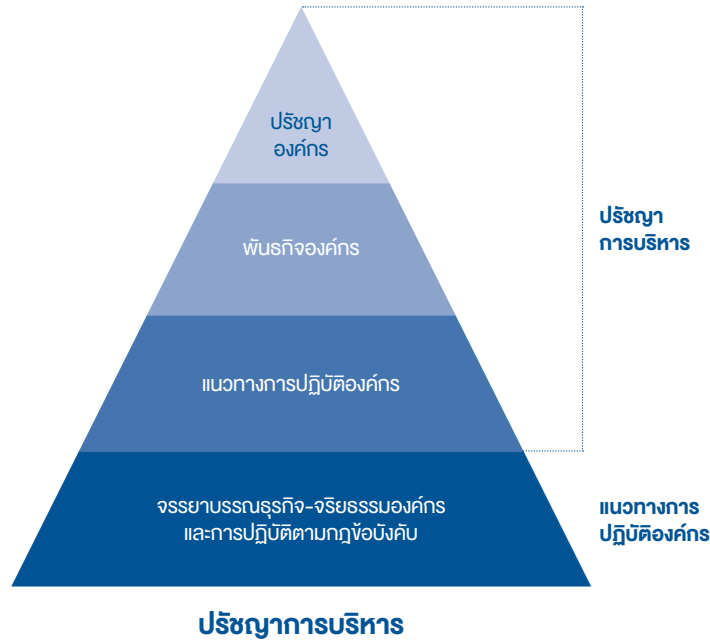 ปรัชญา
องค์กร
พันธกิจองค์กร
ปรัชญา
การบริหาร
แนวทางการปฏิบัติองค์กร
จรรยาบรรณธุรกิจ-จริยธรรมองค์กร
และการปฏิบัติตามกฎข้อบังคับ
แนวทางการ
ปฏิบัติองค์กร
ปรัชญาการบริหาร